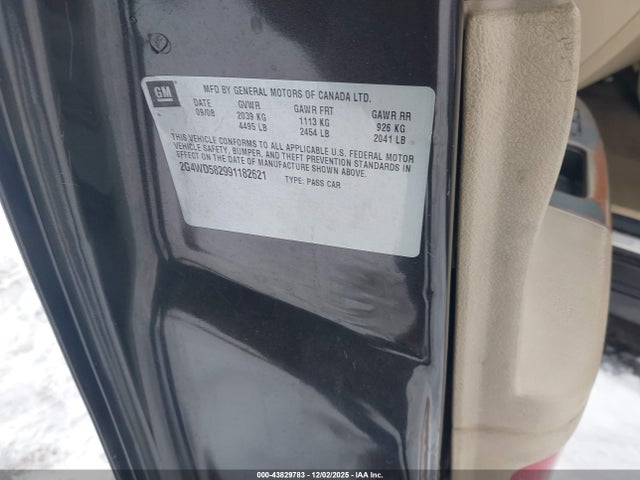 GM
MFD BY GENERAL MOTORS OF CANADA LTD.
DATE GVWR GAWR FRT GAWR RR
09/08 2039 KG 1113 KG 926 KG
4495 LB 2454 LB 2041 LB
THIS VEHICLE CONFORMS TO ALL APPLICABLE U.S. FEDERAL MOTOR
VEHICLE SAFETY, BUMPER, AND THEFT PREVENTION STANDARDS IN
EFFECT ON THE DATE OF MANUFACTURE SHOWN ABOVE.
2G4WD582991182621 TYPE: PASS CAR
000-43829783 | 12/02/2025 - IAA Inc.